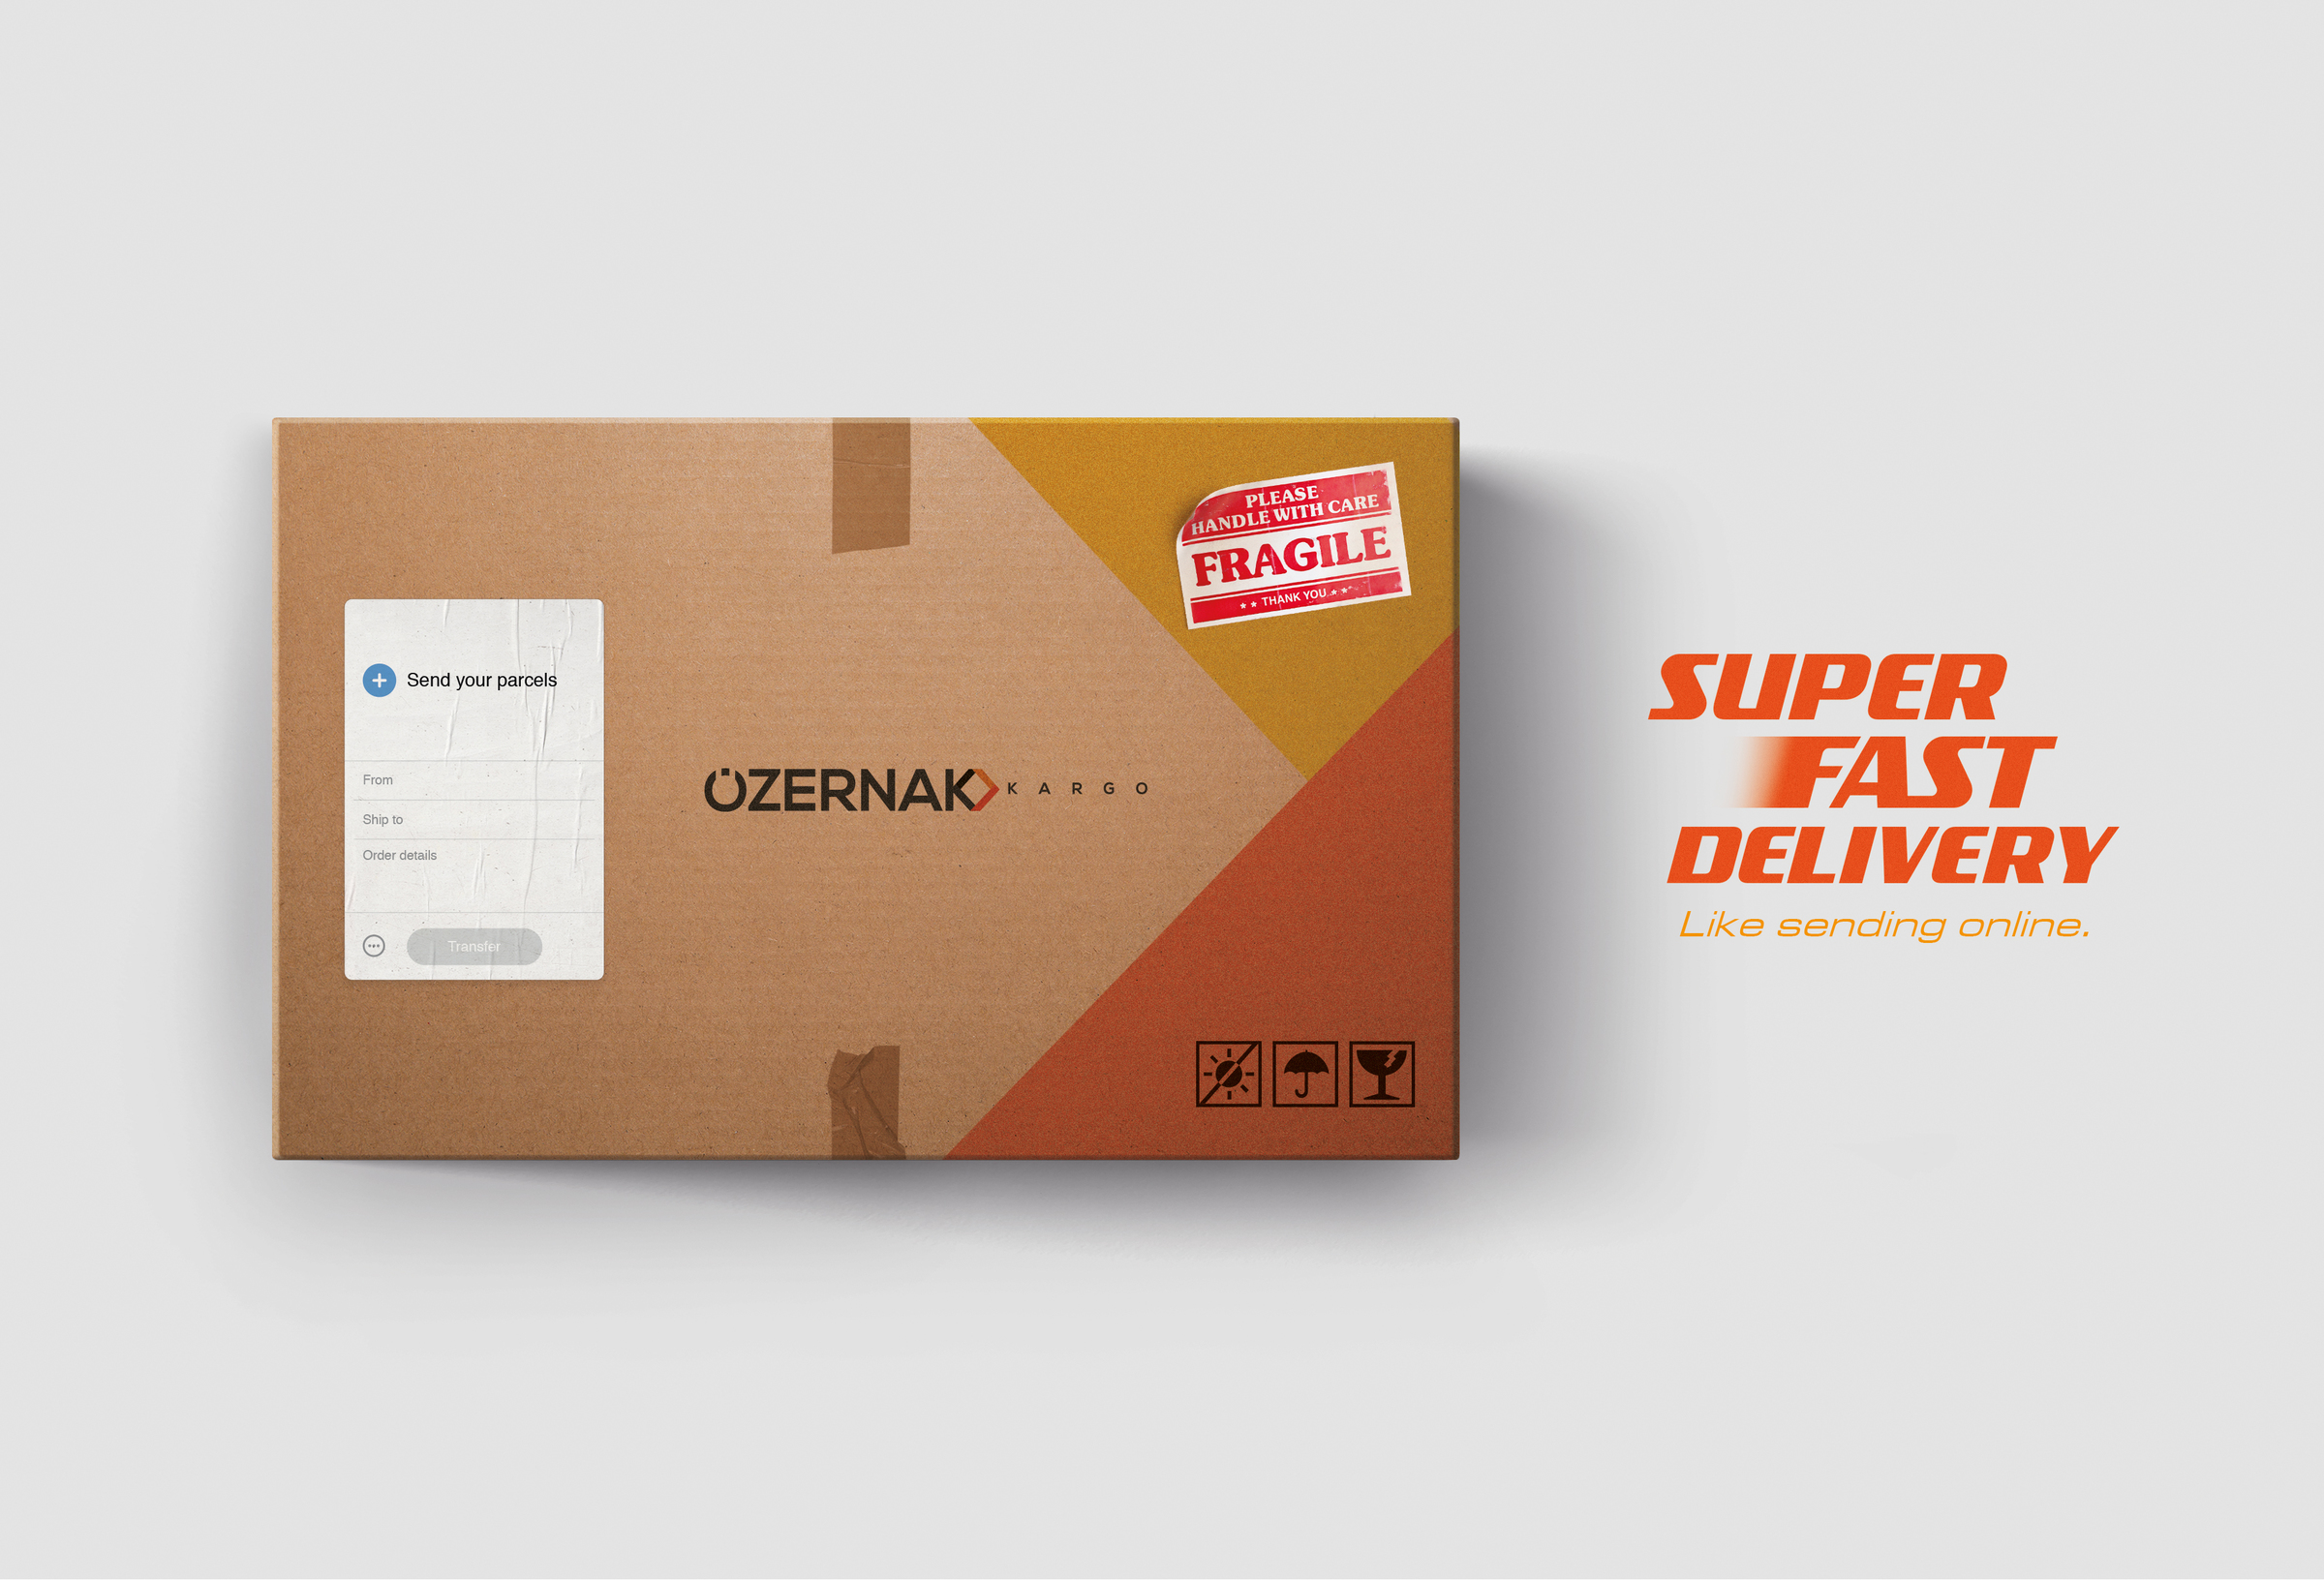 Send your parcels
From
Ship to
Order details
Transfer
ÖZERNAK KARGO
PLEASE
HANDLE WITH CARE
FRAGILE
THANK YOU
SUPER
FAST
DELIVERY
Like sending online.